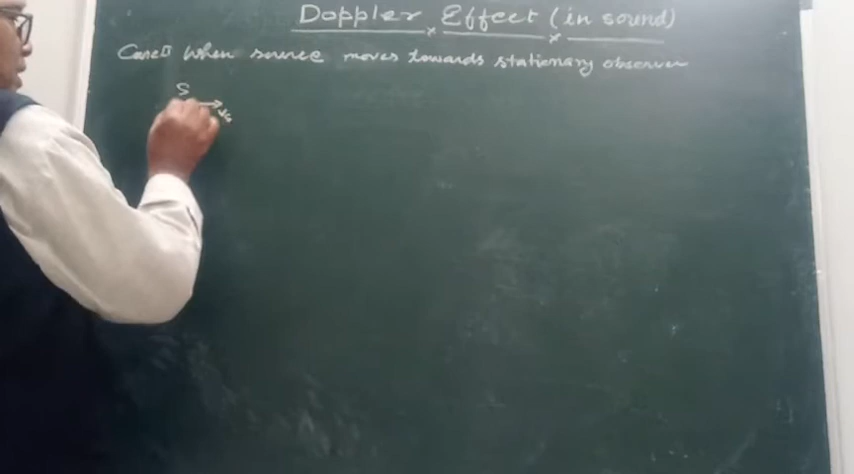 Doppler Effect (in sound)
Case I When source moves towards stationary observer
S